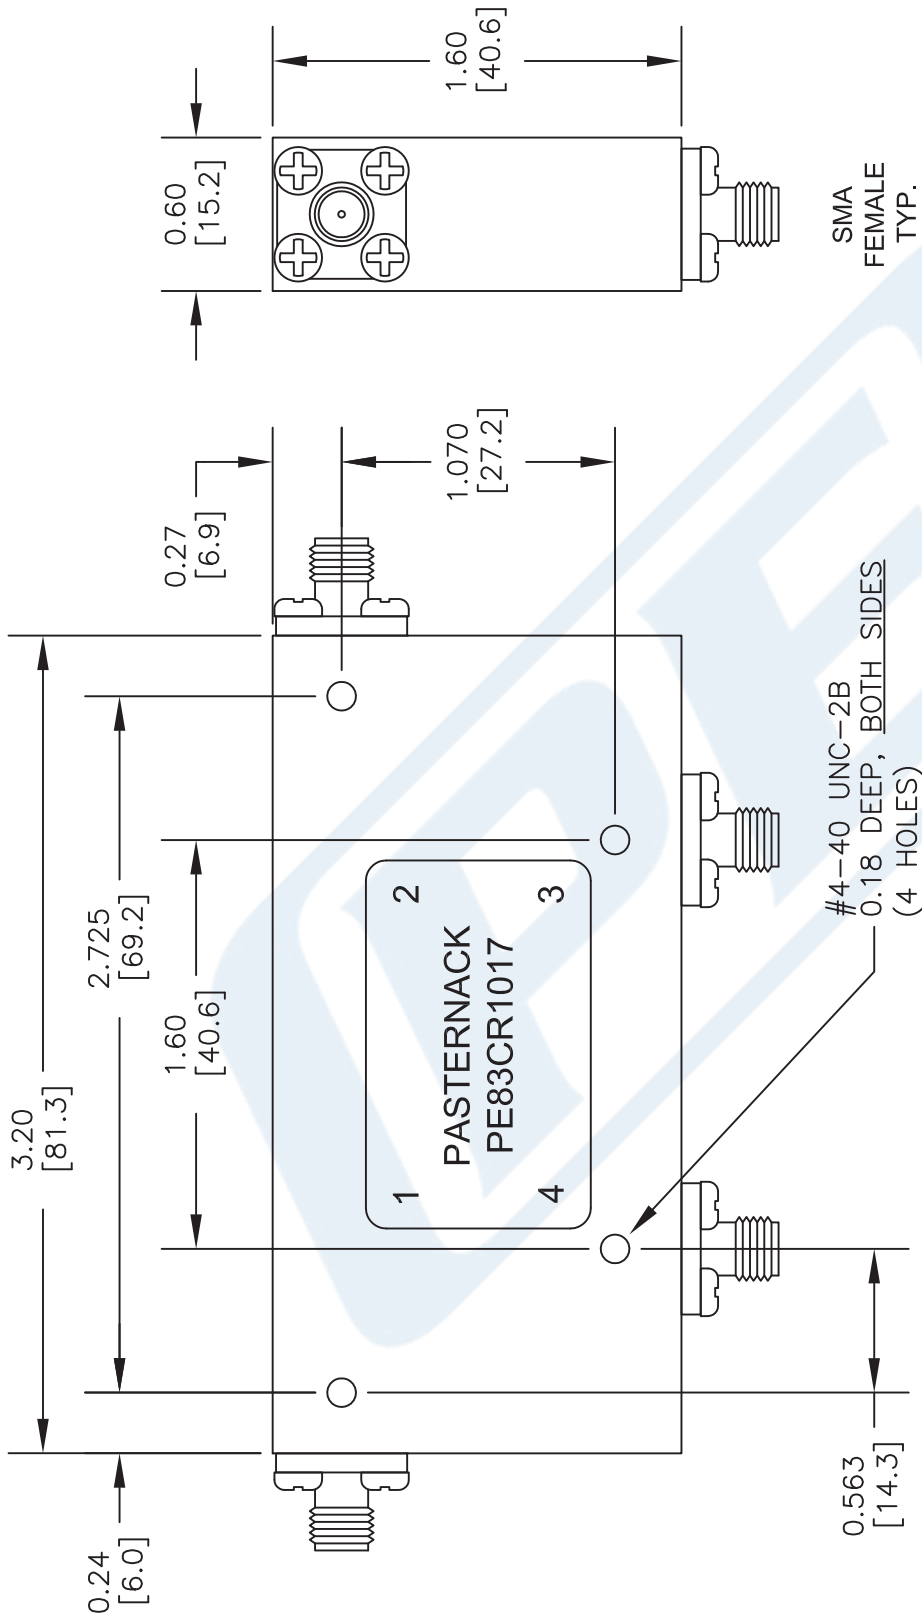 3.20
[81.3]
2.725
[69.2]
1.60
[40.6]
0.24
[6.0]
0.27
[6.9]
0.60
[15.2]
1 2
PASTERNACK
PE83CR1017
4 3
1.070
[27.2]
1.60
[40.6]
0.563
[14.3]
#4-40 UNC-2B
0.18 DEEP, BOTH SIDES
(4 HOLES)
SMA
FEMALE
TYP.